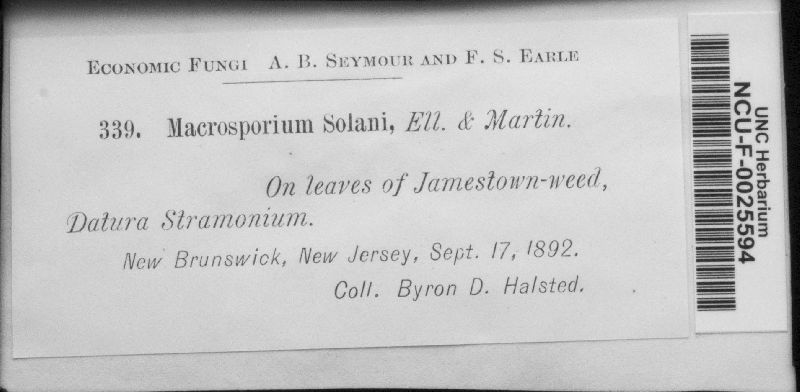 Economic Fungi A. B. Seymour and F. S. Earle
339. Macrosporium Solani, Ell. & Martin.
On leaves of Jamestown-weed,
Datura Stramonium.
New Brunswick, New Jersey, Sept. 17, 1892.
Coll. Byron D. Halsted.
UNC Herbarium
NCU-F-0025594